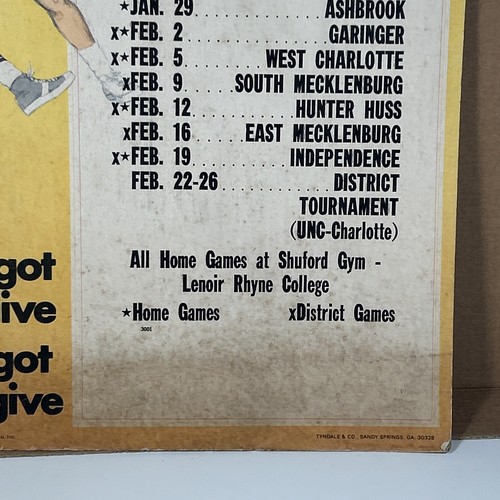 ★JAN. 29 .................... ASHBROOK
x★FEB. 2 .................... GARINGER
x★FEB. 5 ........... WEST CHARLOTTE
xFEB. 9 ....... SOUTH MECKLENBURG
x★FEB. 12 ................ HUNTER HUSS
xFEB. 16 ........ EAST MECKLENBURG
x★FEB. 19 ............... INDEPENDENCE
FEB. 22-26 ................. DISTRICT
TOURNAMENT
(UNC-Charlotte)
All Home Games at Shuford Gym -
Lenoir Rhyne College
★Home Games xDistrict Games
3001
got
ive
got
give
TYNDALE & CO., SANDY SPRINGS, GA. 30328